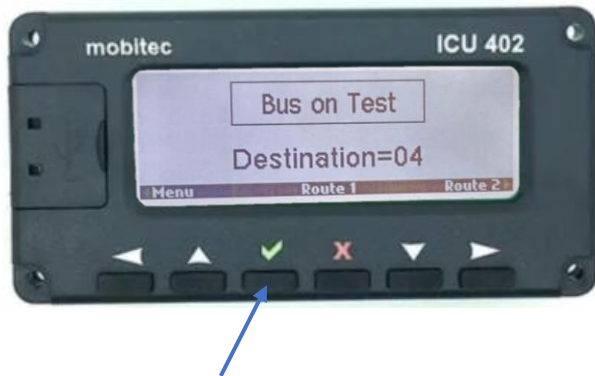 mobitec ICU 402
Bus on Test
Destination=04
Menu Route 1 Route 2